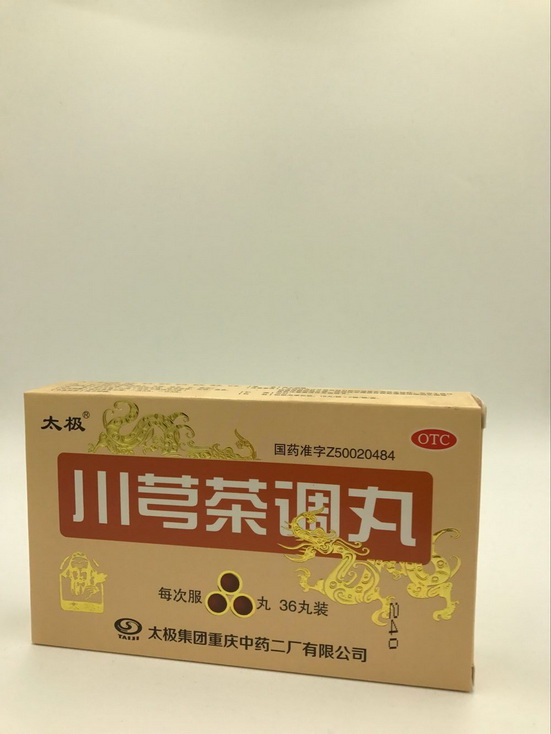 太极®
国药准字Z50020484
OTC
川芎茶调丸
每次服 丸 36丸装
240
TAIJI 太极集团重庆中药二厂有限公司